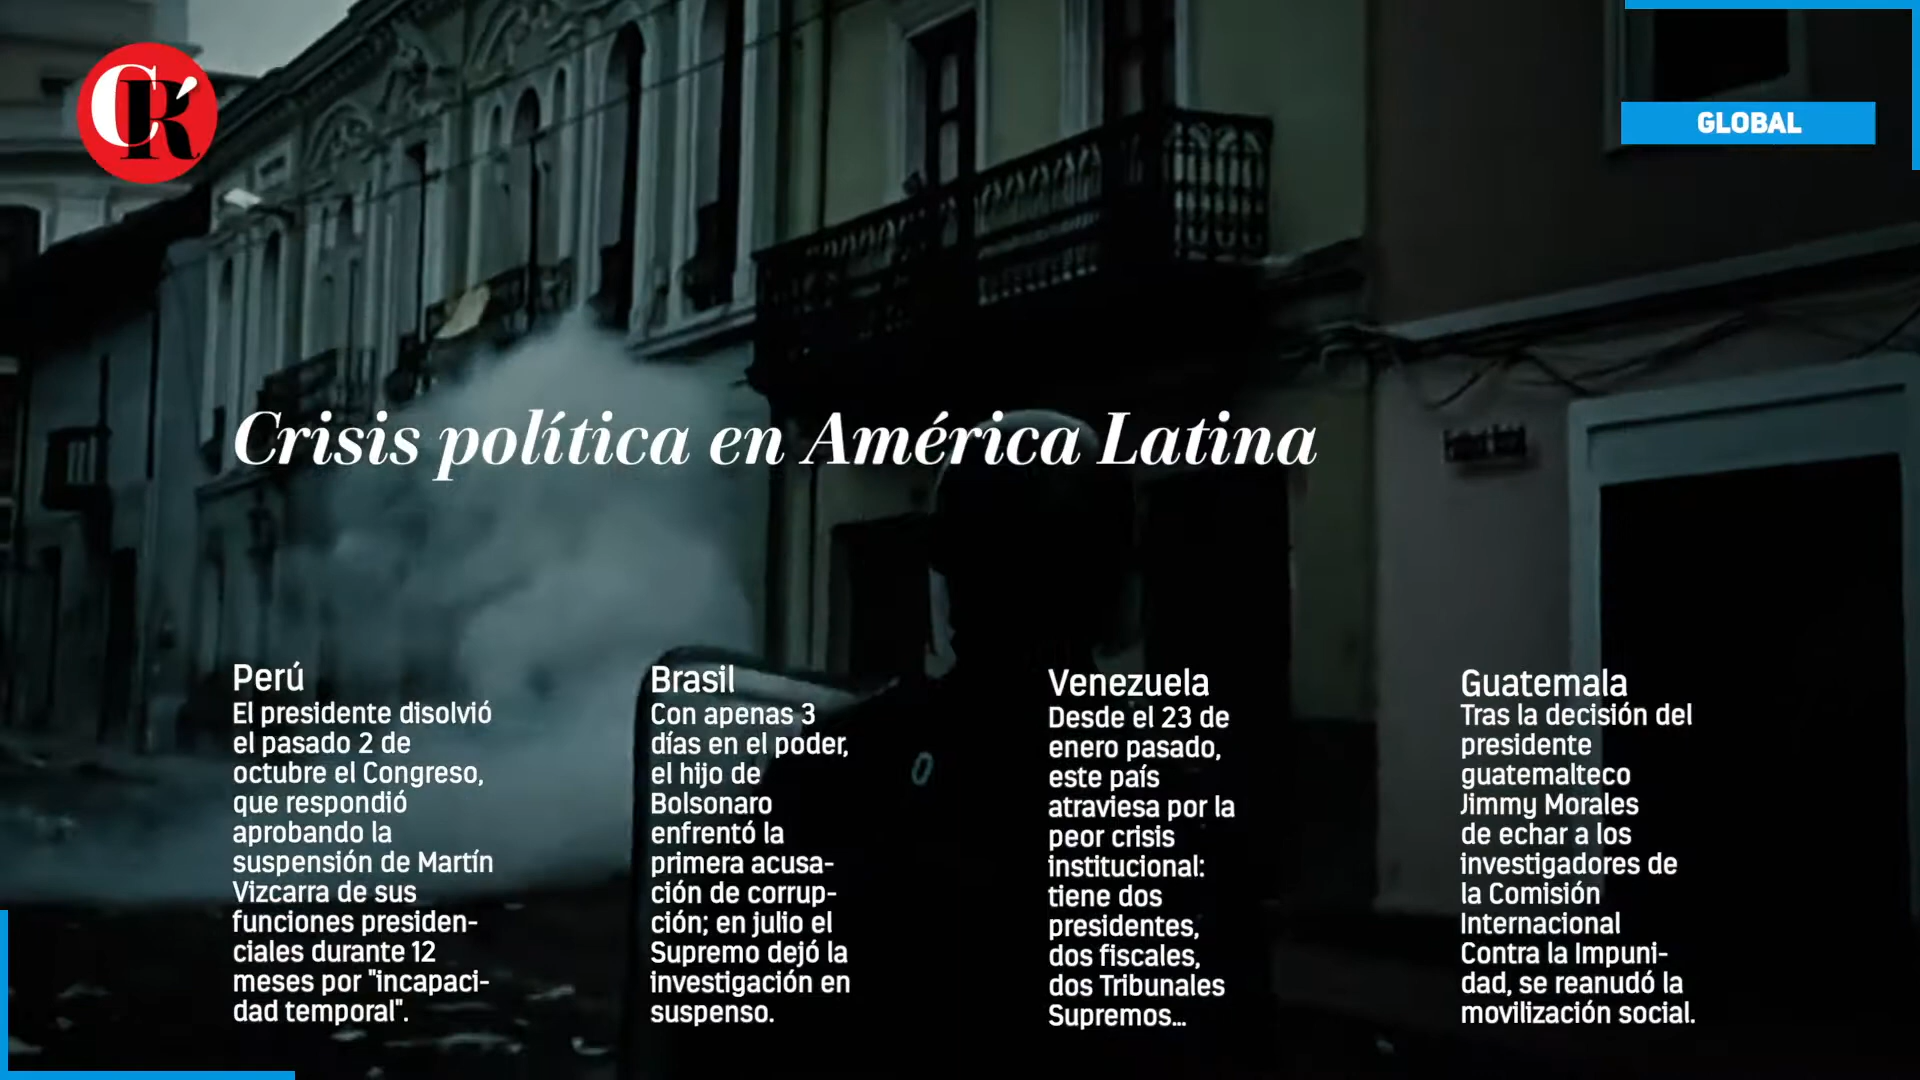 CR
GLOBAL
Crisis política en América Latina
Perú
El presidente disolvió
el pasado 2 de
octubre el Congreso,
que respondió
aprobando la
suspensión de Martín
Vizcarra de sus
funciones presiden-
ciales durante 12
meses por "incapaci-
dad temporal".
Brasil
Con apenas 3
días en el poder,
el hijo de
Bolsonaro
enfrentó la
primera acusa-
ción de corrup-
ción; en julio el
Supremo dejó la
investigación en
suspenso.
Venezuela
Desde el 23 de
enero pasado,
este país
atraviesa por la
peor crisis
institucional:
tiene dos
presidentes,
dos fiscales,
dos Tribunales
Supremos...
Guatemala
Tras la decisión del
presidente
guatemalteco
Jimmy Morales
de echar a los
investigadores de
la Comisión
Internacional
Contra la Impuni-
dad, se reanudó la
movilización social.